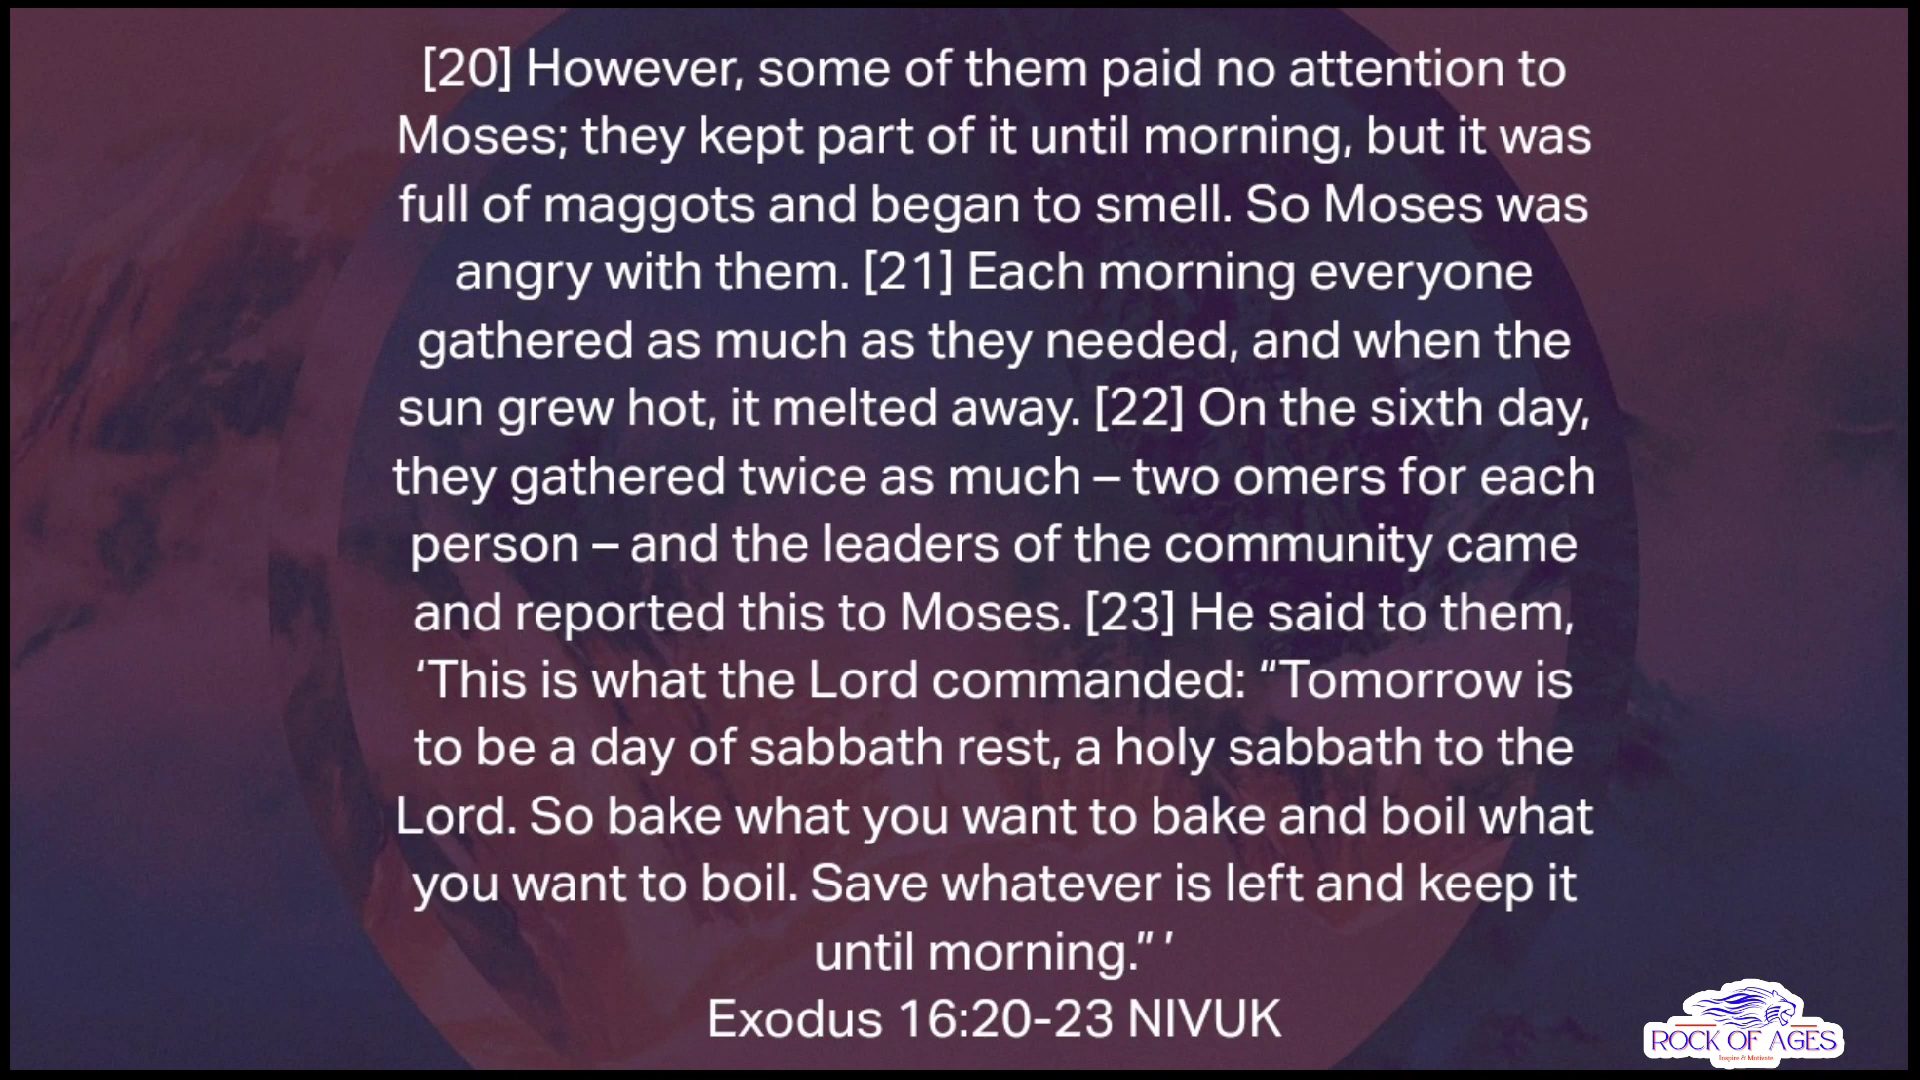 [20] However, some of them paid no attention to
Moses; they kept part of it until morning, but it was
full of maggots and began to smell. So Moses was
angry with them. [21] Each morning everyone
gathered as much as they needed, and when the
sun grew hot, it melted away. [22] On the sixth day,
they gathered twice as much – two omers for each
person – and the leaders of the community came
and reported this to Moses. [23] He said to them,
‘This is what the Lord commanded: “Tomorrow is
to be a day of sabbath rest, a holy sabbath to the
Lord. So bake what you want to bake and boil what
you want to boil. Save whatever is left and keep it
until morning.” ’
Exodus 16:20-23 NIVUK
ROCK OF AGES
Inspire & Motivate